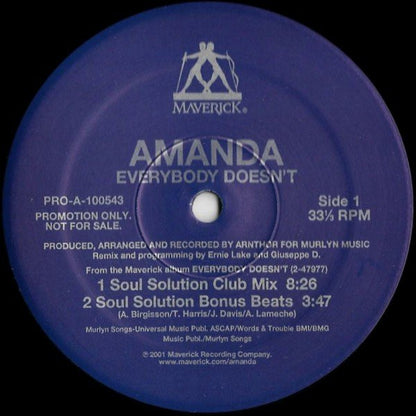 MAVERICK®
AMANDA
EVERYBODY DOESN'T
PRO-A-100543
Side 1
PROMOTION ONLY.
33⅓ RPM
NOT FOR SALE.
PRODUCED, ARRANGED AND RECORDED BY ARNTHOR FOR MURLYN MUSIC
Remix and programming by Ernie Lake and Giuseppe D.
From the Maverick album EVERYBODY DOESN'T (2-47977)
1 Soul Solution Club Mix 8:26
2 Soul Solution Bonus Beats 3:47
(A. Birgisson/T. Harris/J. Davis/A. Lameche)
Murlyn Songs-Universal Music Publ. ASCAP/Words & Trouble BMI/BMG
Music Publ./Murlyn Songs
℗ 2001 Maverick Recording Company.
www.maverick.com/amanda